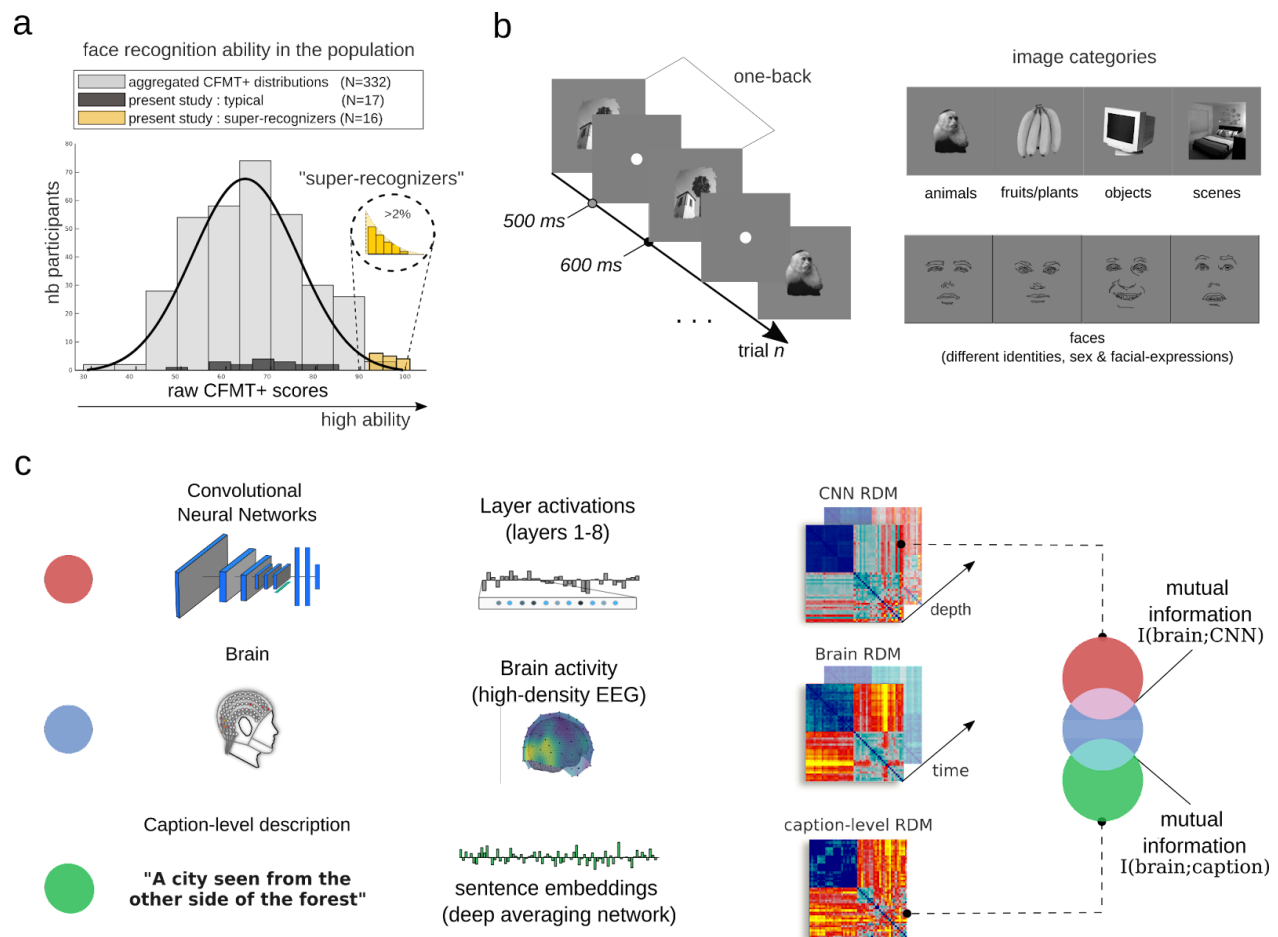 a
face recognition ability in the population
aggregated CFMT+ distributions (N=332)
present study : typical (N=17)
present study : super-recognizers (N=16)
nb participants
80
70
60
50
40
30
20
10
0
"super-recognizers"
>2%
30 40 50 60 70 80 90 100
raw CFMT+ scores
high ability
b
one-back
500 ms
600 ms
. . .
trial n
image categories
animals
fruits/plants
objects
scenes
faces
(different identities, sex & facial-expressions)
c
Convolutional
Neural Networks
Layer activations
(layers 1-8)
CNN RDM
depth
Brain
Brain activity
(high-density EEG)
Brain RDM
time
Caption-level description
"A city seen from the
other side of the forest"
sentence embeddings
(deep averaging network)
caption-level RDM
mutual
information
I(brain;CNN)
mutual
information
I(brain;caption)